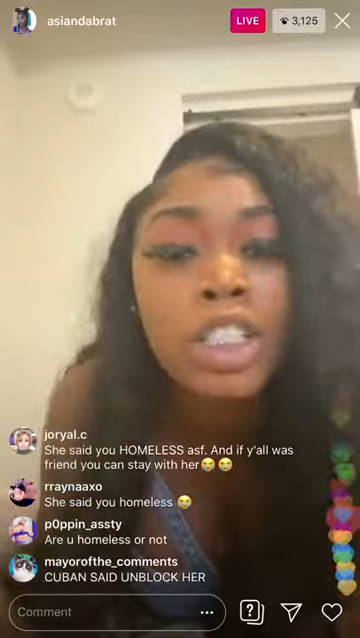 asiandabrat
LIVE
3,125
joryal.c
She said you HOMELESS asf. And if y'all was
friend you can stay with her😭😭
rraynaaxo
She said you homeless 😭
p0ppin_assty
Are u homeless or not
mayorofthe_comments
CUBAN SAID UNBLOCK HER
Comment